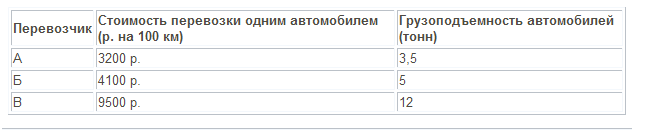 Перевозчик Стоимость перевозки одним автомобилем (р. на 100 км) Грузоподъемность автомобилей (тонн)
А 3200 р. 3,5
Б 4100 р. 5
В 9500 р. 12